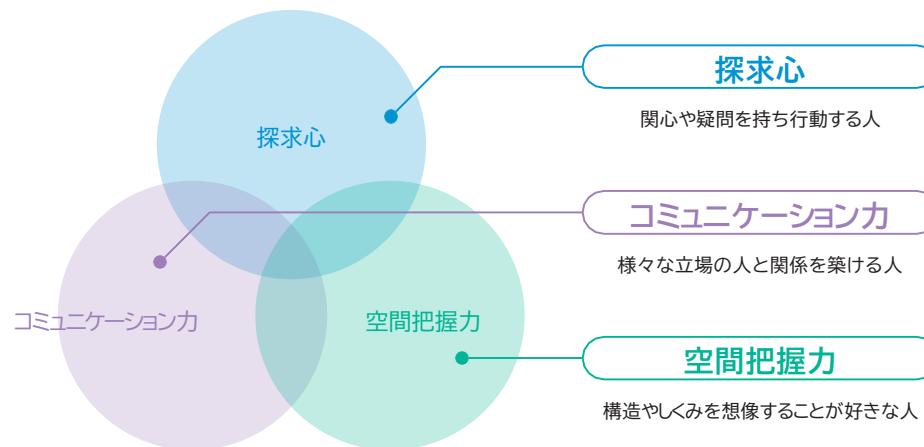 探求心
関心や疑問を持ち行動する人
探求心
コミュニケーション力
様々な立場の人と関係を築ける人
コミュニケーション力
空間把握力
空間把握力
構造やしくみを想像することが好きな人